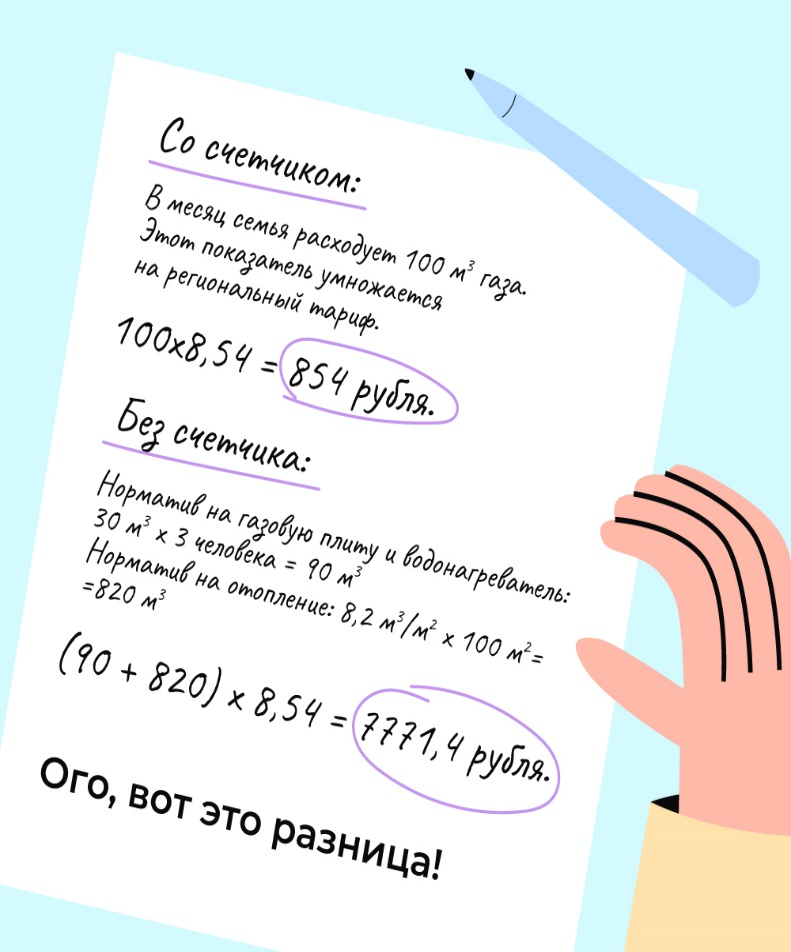 Со счетчиком:
В месяц семья расходует 100 м³ газа.
Этот показатель умножается
на региональный тариф.
100х8,54 = 854 рубля.
Без счетчика:
Норматив на газовую плиту и водонагреватель:
30 м³ х 3 человека = 90 м³
Норматив на отопление: 8,2 м³/м² х 100 м²=
=820 м³
(90 + 820) х 8,54 = 7771,4 рубля.
Ого, вот это разница!